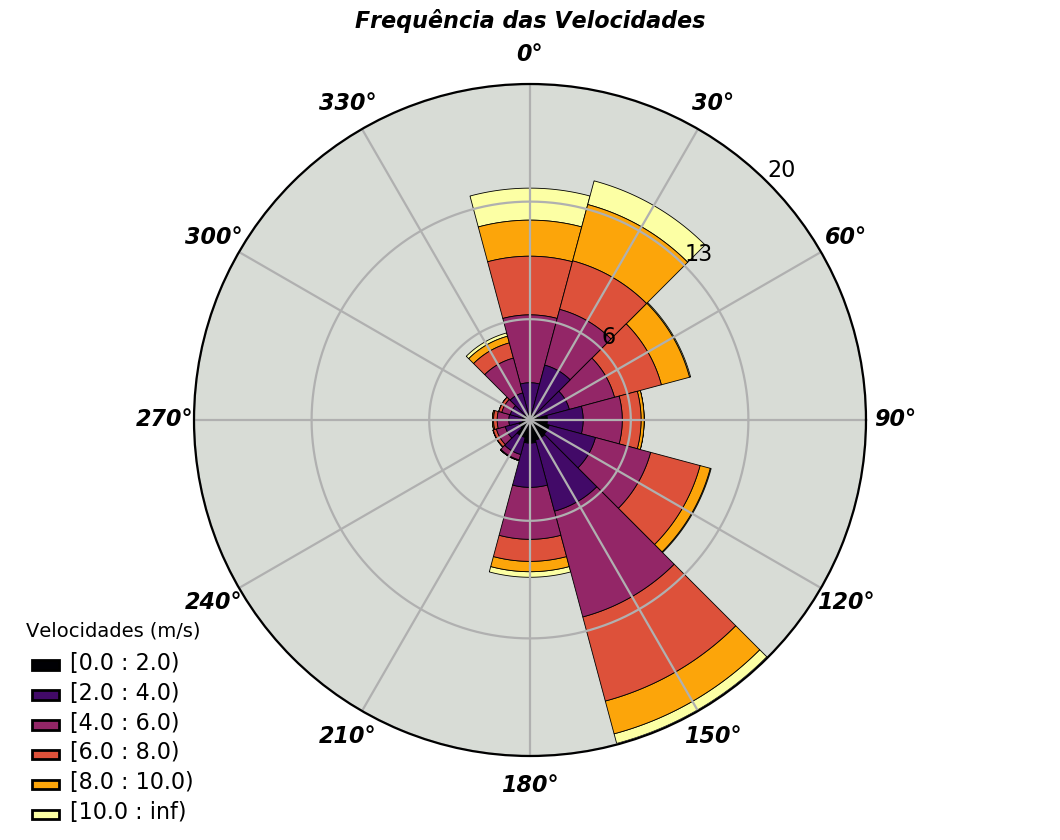 Frequência das Velocidades
0°
330°
30°
20
300°
60°
13
6
270°
90°
240°
120°
210°
150°
180°
Velocidades (m/s)
[0.0 : 2.0)
[2.0 : 4.0)
[4.0 : 6.0)
[6.0 : 8.0)
[8.0 : 10.0)
[10.0 : inf)